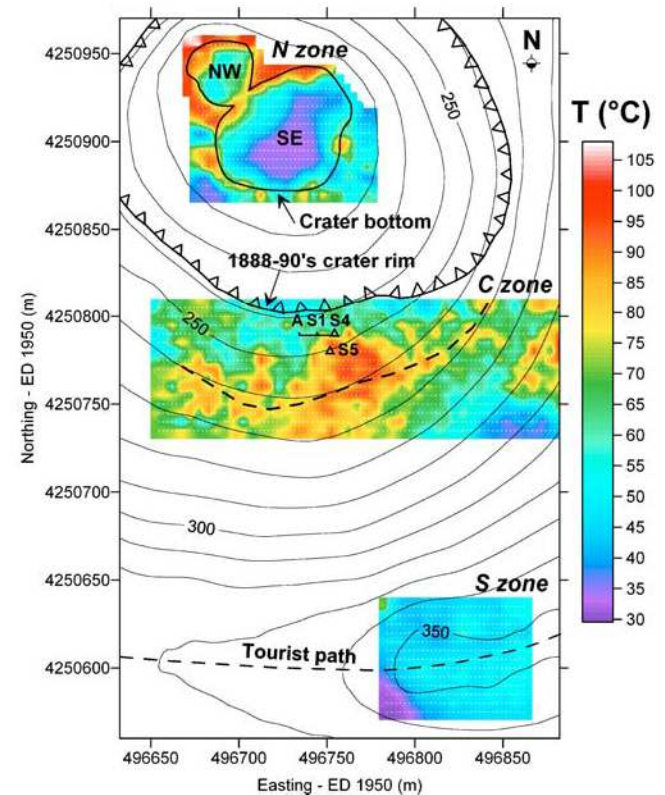 4250950
4250900
4250850
4250800
4250750
4250700
4250650
4250600
Northing - ED 1950 (m)
N zone
N
NW
250
SE
Crater bottom
1888-90's crater rim
C zone
250
A S1 S4
S5
300
S zone
350
Tourist path
496650 496700 496750 496800 496850
Easting - ED 1950 (m)
T (°C)
105
100
95
90
85
80
75
70
65
60
55
50
45
40
35
30